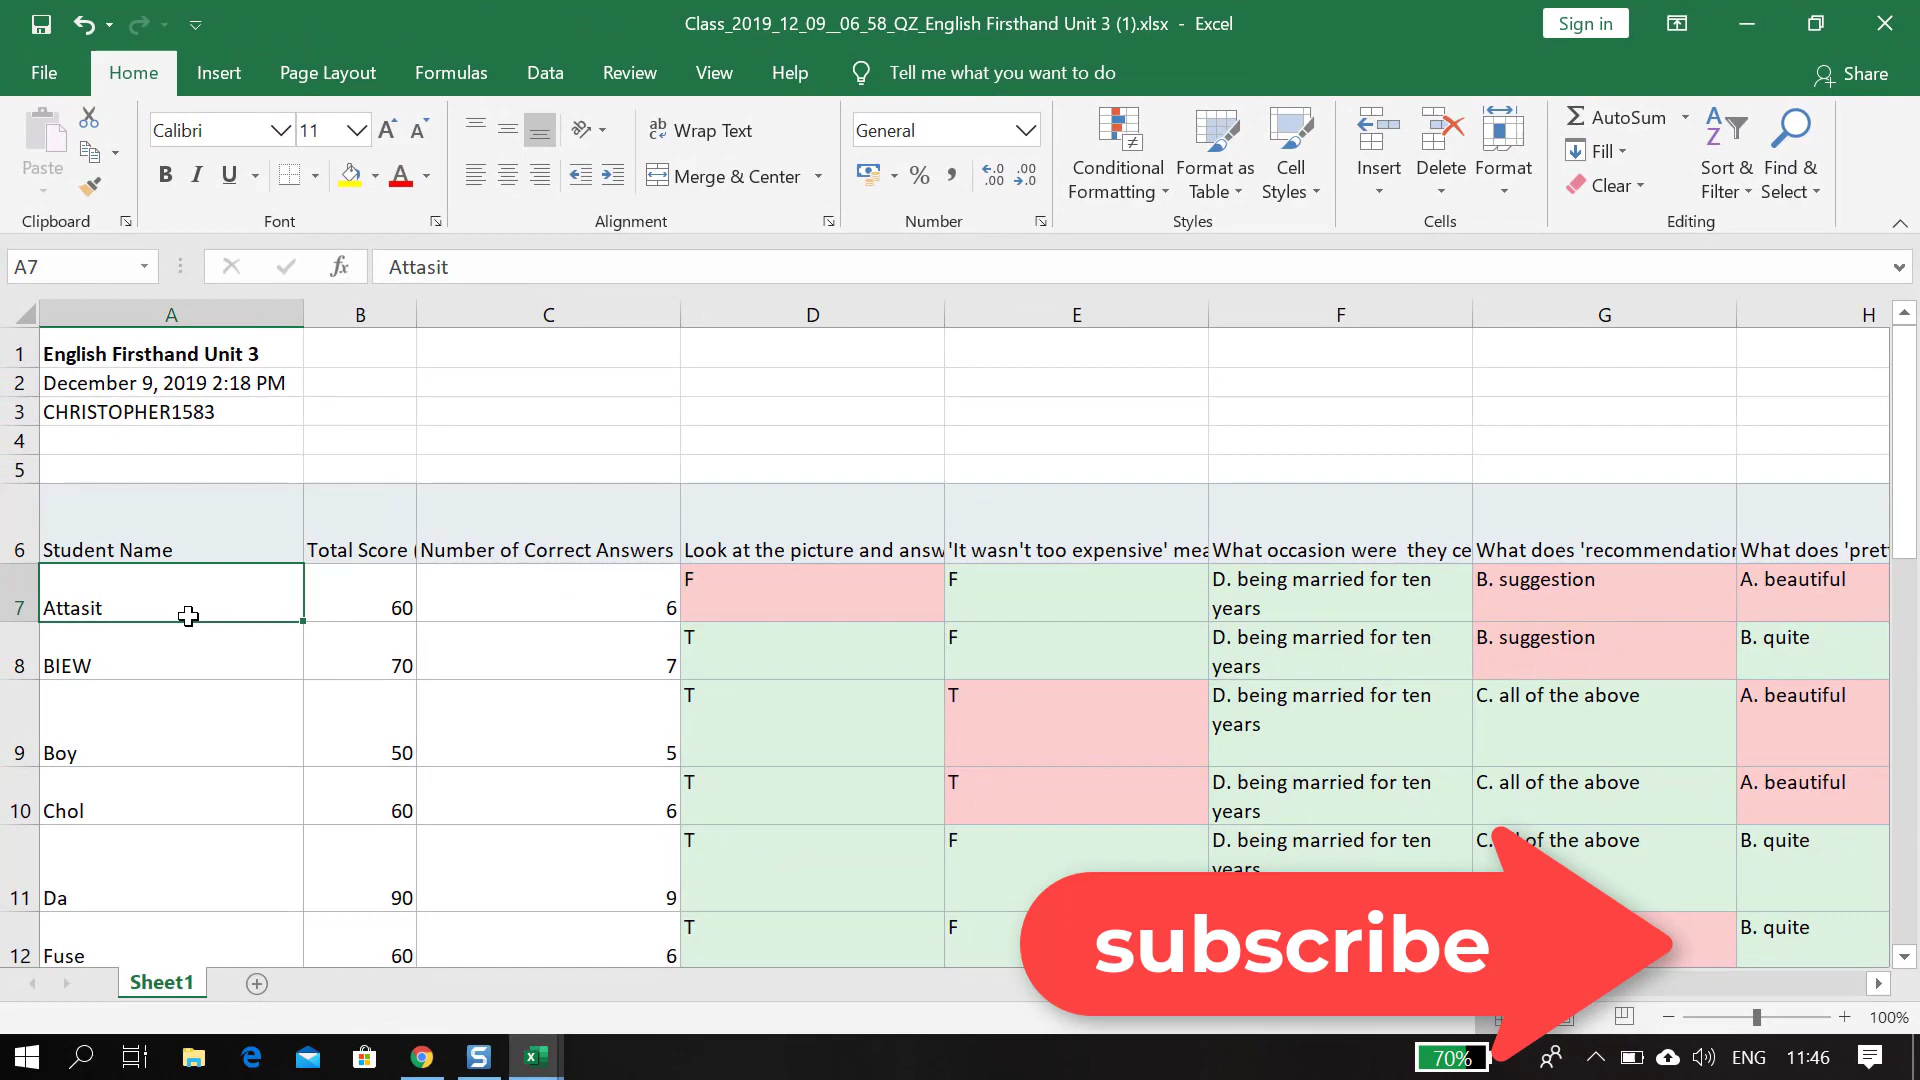 Class_2019_12_09__06_58_QZ_English Firsthand Unit 3 (1).xlsx - Excel
Sign in
File Home Insert Page Layout Formulas Data Review View Help Tell me what you want to do Share
Paste
Clipboard
Calibri 11
B I U
Font
Wrap Text
Merge & Center
Alignment
General
Number
Conditional Formatting
Format as Table
Cell Styles
Styles
Insert Delete Format
Cells
AutoSum
Fill
Clear
Sort & Filter
Find & Select
Editing
A7 fx Attasit
A B C D E F G H
1 English Firsthand Unit 3
2 December 9, 2019 2:18 PM
3 CHRISTOPHER1583
4
5
6 Student Name Total Score ( Number of Correct Answers Look at the picture and answ 'It wasn't too expensive' mea What occasion were they ce What does 'recommendation What does 'pret
7 Attasit 60 6 F F D. being married for ten years B. suggestion A. beautiful
8 BIEW 70 7 T F D. being married for ten years B. suggestion B. quite
9 Boy 50 5 T T D. being married for ten years C. all of the above A. beautiful
10 Chol 60 6 T T D. being married for ten years C. all of the above A. beautiful
11 Da 90 9 T F D. being married for ten years of the above B. quite
12 Fuse 60 6 T F B. quite
subscribe
Sheet1
100%
70% ENG 11:46